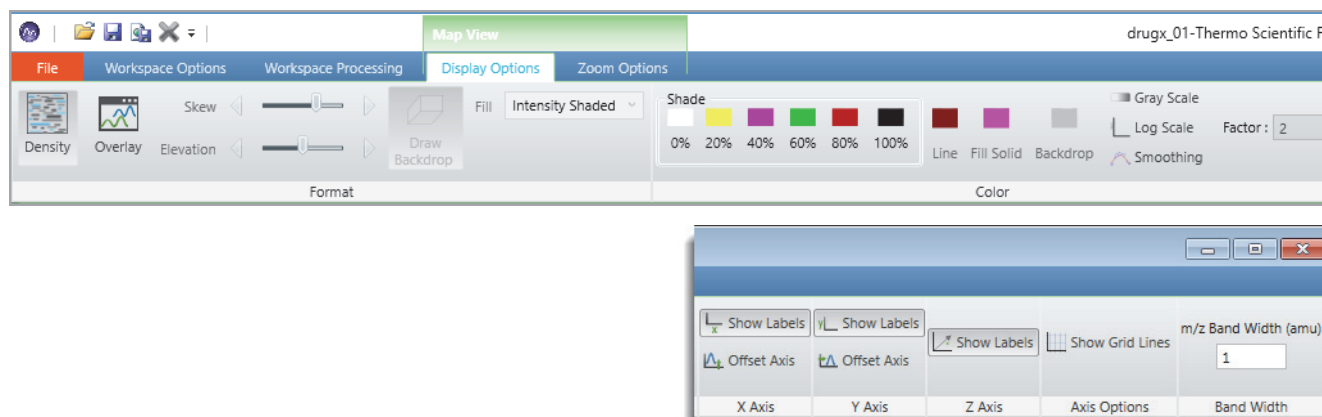 Map View
drugx_01-Thermo Scientific F
File Workspace Options Workspace Processing Display Options Zoom Options
Density
Overlay
Skew
Elevation
Draw
Backdrop
Fill Intensity Shaded
Shade
0% 20% 40% 60% 80% 100%
Line Fill Solid Backdrop
Gray Scale
Log Scale Factor : 2
Smoothing
Format Color
Show Labels Show Labels Show Labels Show Grid Lines m/z Band Width (amu)
Offset Axis Offset Axis 1
X Axis Y Axis Z Axis Axis Options Band Width